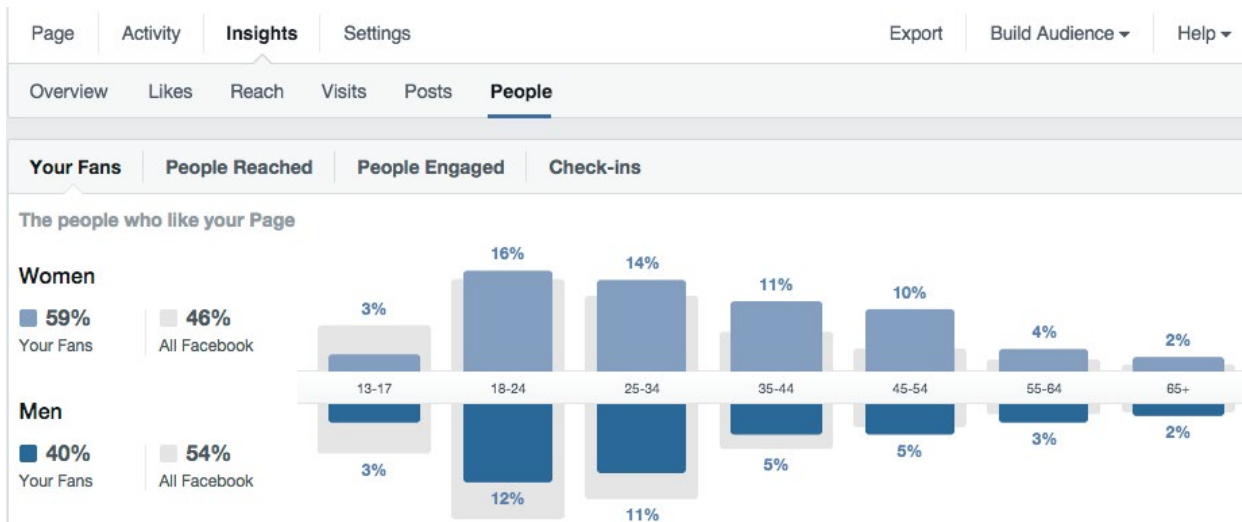 Page Activity Insights Settings Export Build Audience Help
Overview Likes Reach Visits Posts People
Your Fans People Reached People Engaged Check-ins
The people who like your Page
Women
59% 46%
Your Fans All Facebook
16%
14%
11%
10%
3%
4%
2%
13-17 18-24 25-34 35-44 45-54 55-64 65+
Men
40% 54%
Your Fans All Facebook
3%
12%
11%
5%
5%
3%
2%